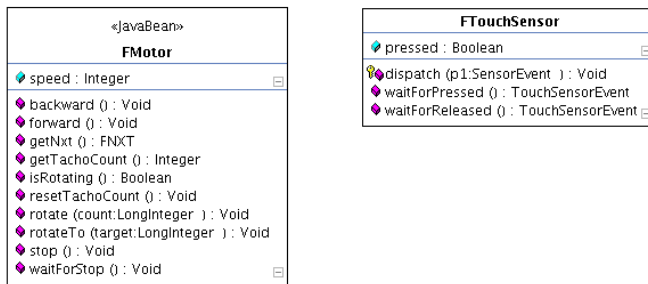 «JavaBean»
FMotor
speed : Integer
backward () : Void
forward () : Void
getNxt () : FNXT
getTachoCount () : Integer
isRotating () : Boolean
resetTachoCount () : Void
rotate (count:LongInteger ) : Void
rotateTo (target:LongInteger ) : Void
stop () : Void
waitForStop () : Void
FTouchSensor
pressed : Boolean
dispatch (p1:SensorEvent ) : Void
waitForPressed () : TouchSensorEvent
waitForReleased () : TouchSensorEvent